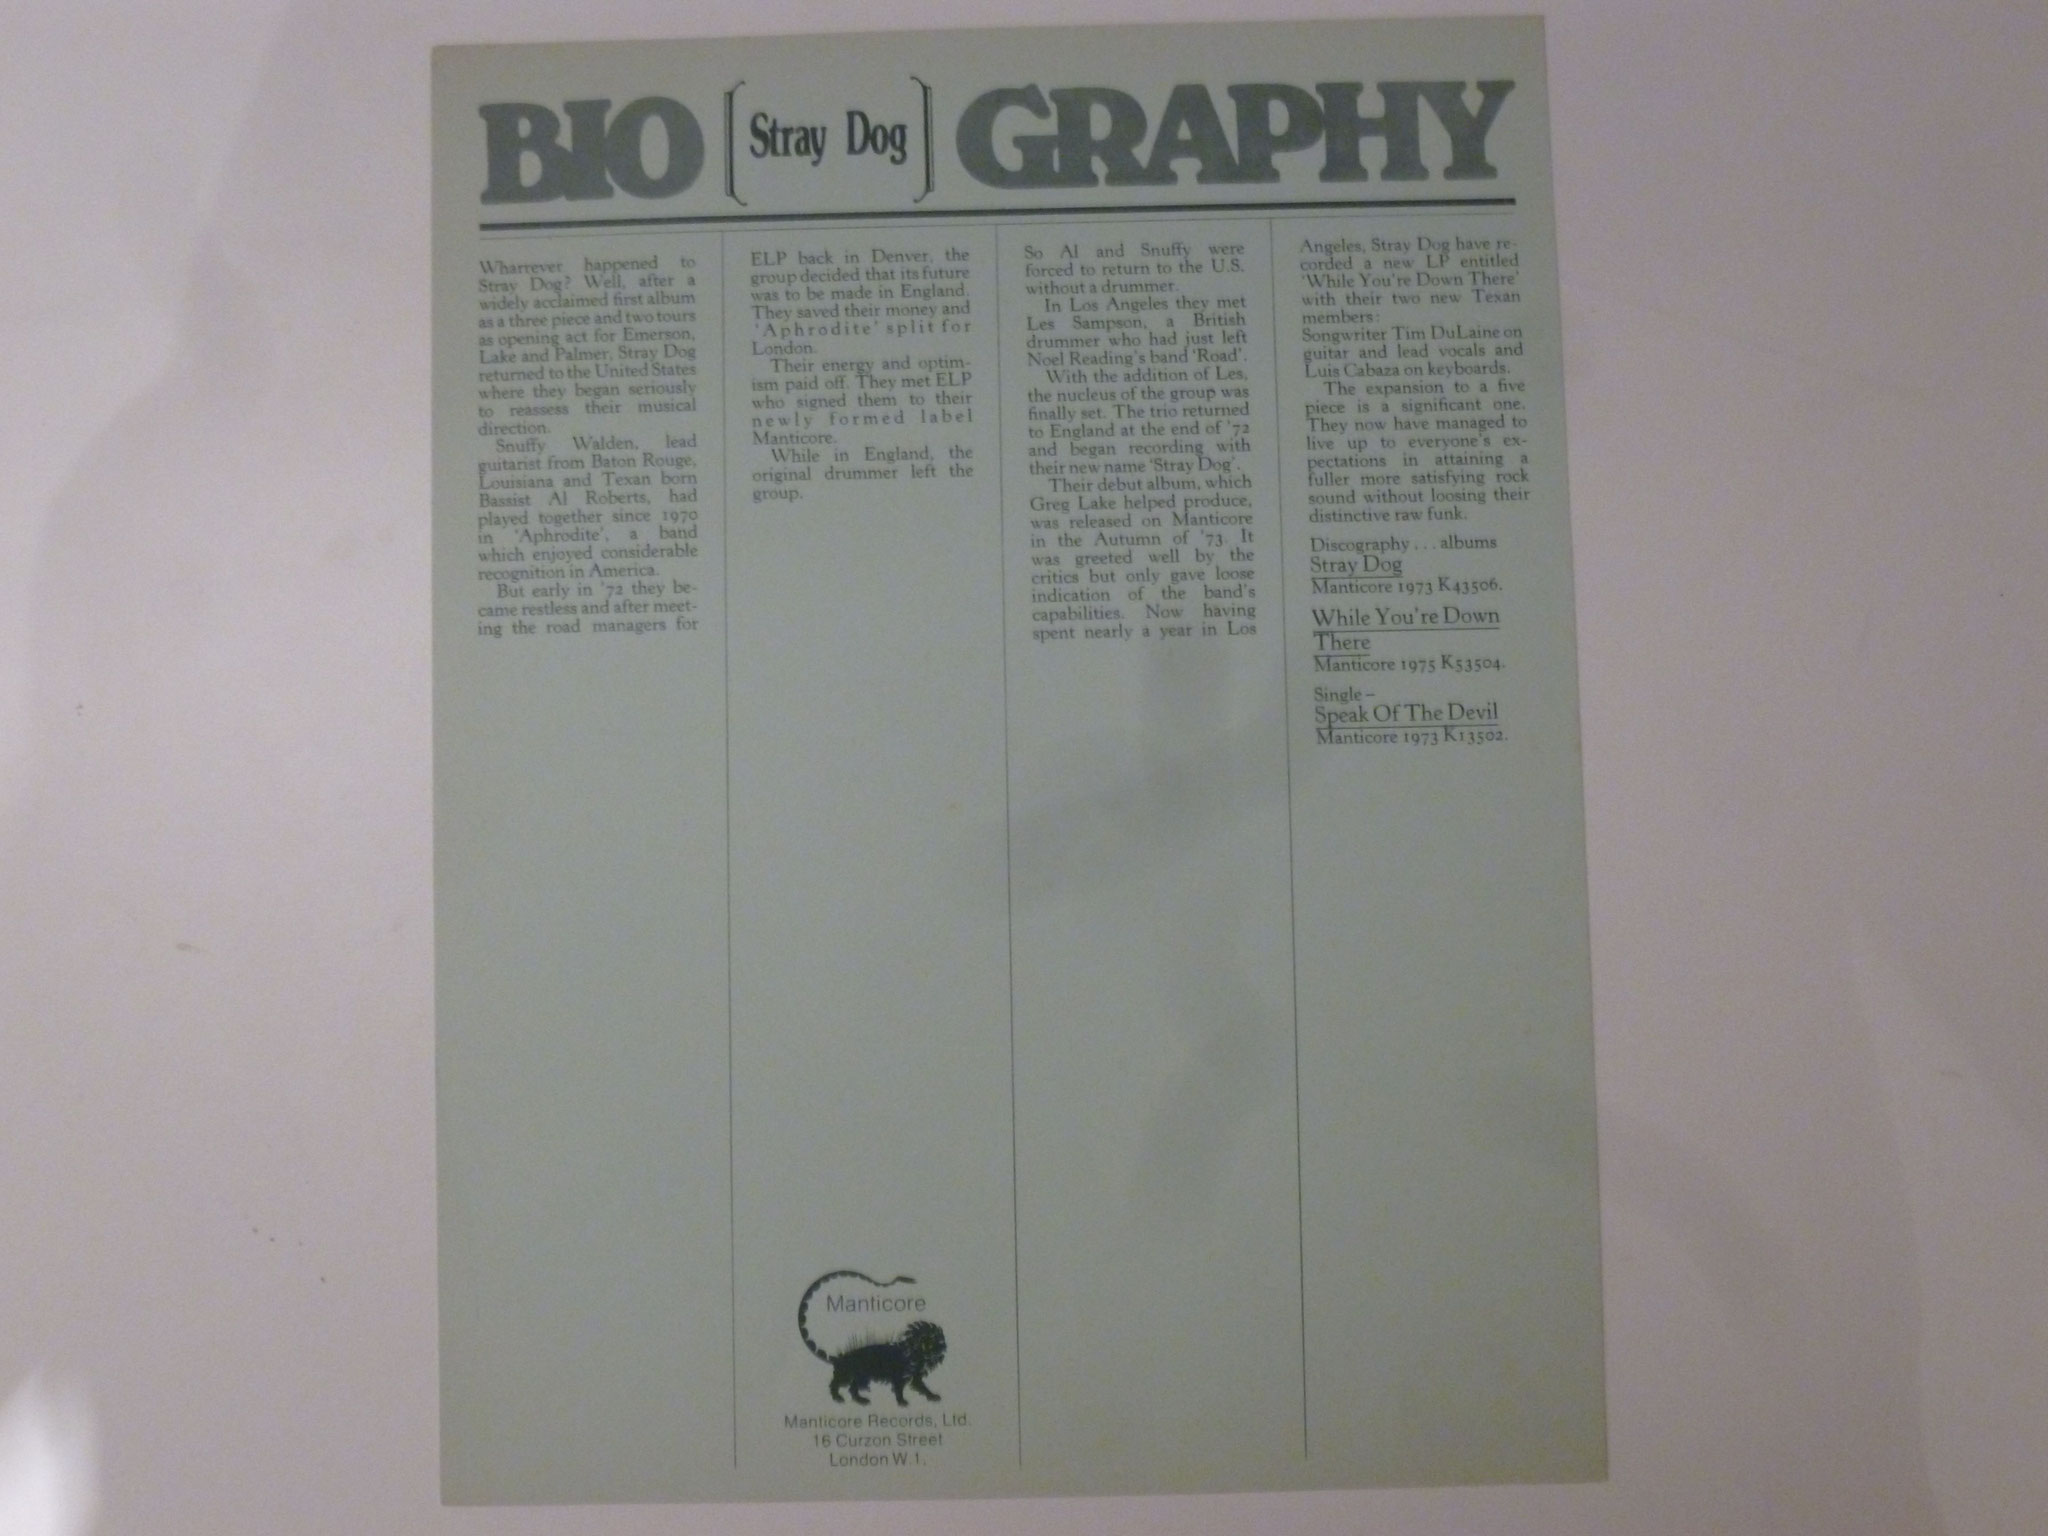 BIO [Stray Dog] GRAPHY
Wharrever happened to
Stray Dog? Well, after a
widely acclaimed first album
as a three piece and two tours
as opening act for Emerson,
Lake and Palmer, Stray Dog
returned to the United States
where they began seriously
to reassess their musical
direction.
Snuffy Walden, lead
guitarist from Baton Rouge,
Louisiana and Texan born
Bassist Al Roberts, had
played together since 1970
in 'Aphrodite', a band
which enjoyed considerable
recognition in America.
But early in '72 they be-
came restless and after meet-
ing the road managers for
ELP back in Denver, the
group decided that its future
was to be made in England.
They saved their money and
'Aphrodite' split for
London.
Their energy and optim-
ism paid off. They met ELP
who signed them to their
newly formed label
Manticore.
While in England, the
original drummer left the
group.
So Al and Snuffy were
forced to return to the U.S.
without a drummer.
In Los Angeles they met
Les Sampson, a British
drummer who had just left
Noel Reading's band 'Road'.
With the addition of Les,
the nucleus of the group was
finally set. The trio returned
to England at the end of '72
and began recording with
their new name 'Stray Dog'.
Their debut album, which
Greg Lake helped produce,
was released on Manticore
in the Autumn of '73. It
was greeted well by the
critics but only gave loose
indication of the band's
capabilities. Now having
spent nearly a year in Los
Angeles, Stray Dog have re-
corded a new LP entitled
'While You're Down There'
with their two new Texan
members:
Songwriter Tim DuLaine on
guitar and lead vocals and
Luis Cabaza on keyboards.
The expansion to a five
piece is a significant one.
They now have managed to
live up to everyone's ex-
pectations in attaining a
fuller more satisfying rock
sound without loosing their
distinctive raw funk.
Discography . . . albums
Stray Dog
Manticore 1973 K43506.
While You're Down
There
Manticore 1975 K53504.
Single –
Speak Of The Devil
Manticore 1973 K13502.
Manticore
Manticore Records, Ltd.
16 Curzon Street
London W.1.